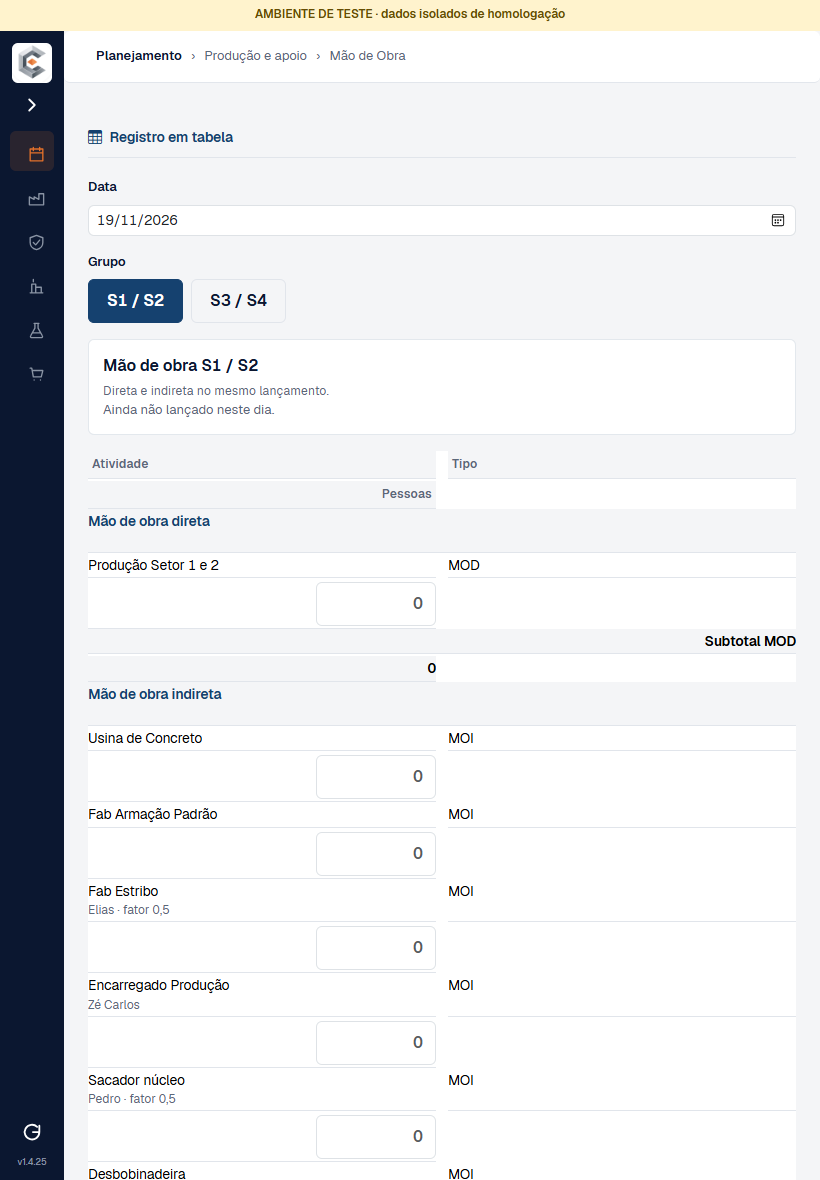 AMBIENTE DE TESTE · dados isolados de homologação
Planejamento › Produção e apoio › Mão de Obra
Registro em tabela
Data
19/11/2026
Grupo
S1 / S2 S3 / S4
Mão de obra S1 / S2
Direta e indireta no mesmo lançamento.
Ainda não lançado neste dia.
Atividade Tipo
Pessoas
Mão de obra direta
Produção Setor 1 e 2 MOD
0
Subtotal MOD
0
Mão de obra indireta
Usina de Concreto MOI
0
Fab Armação Padrão MOI
0
Fab Estribo MOI
Elias · fator 0,5
0
Encarregado Produção MOI
Zé Carlos
0
Sacador núcleo MOI
Pedro · fator 0,5
0
Desbobinadeira MOI
v1.4.25